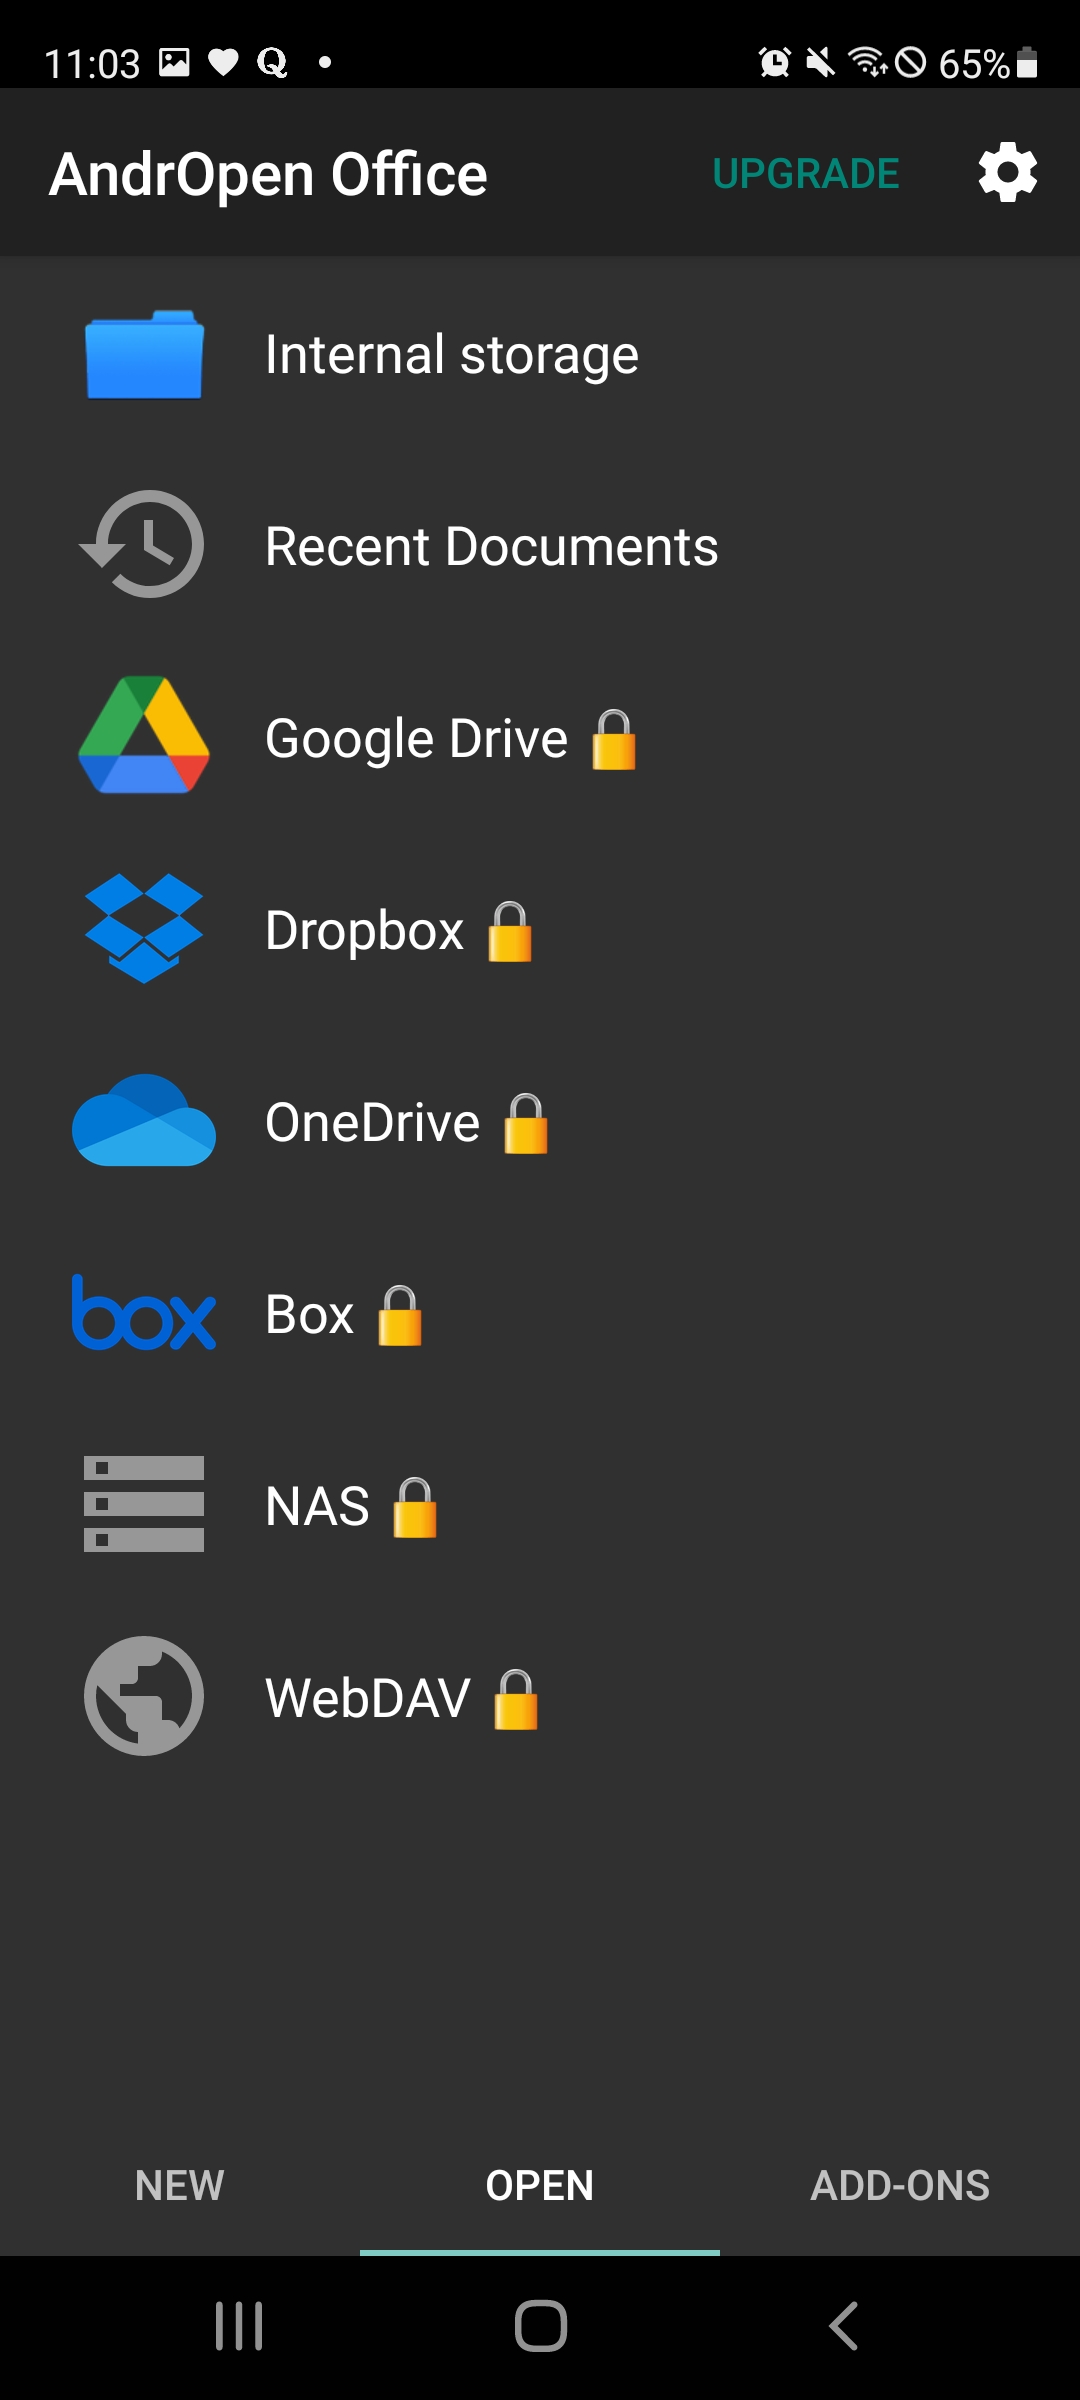 11:03 65%
AndrOpen Office UPGRADE
Internal storage
Recent Documents
Google Drive
Dropbox
OneDrive
box Box
NAS
WebDAV
NEW OPEN ADD-ONS